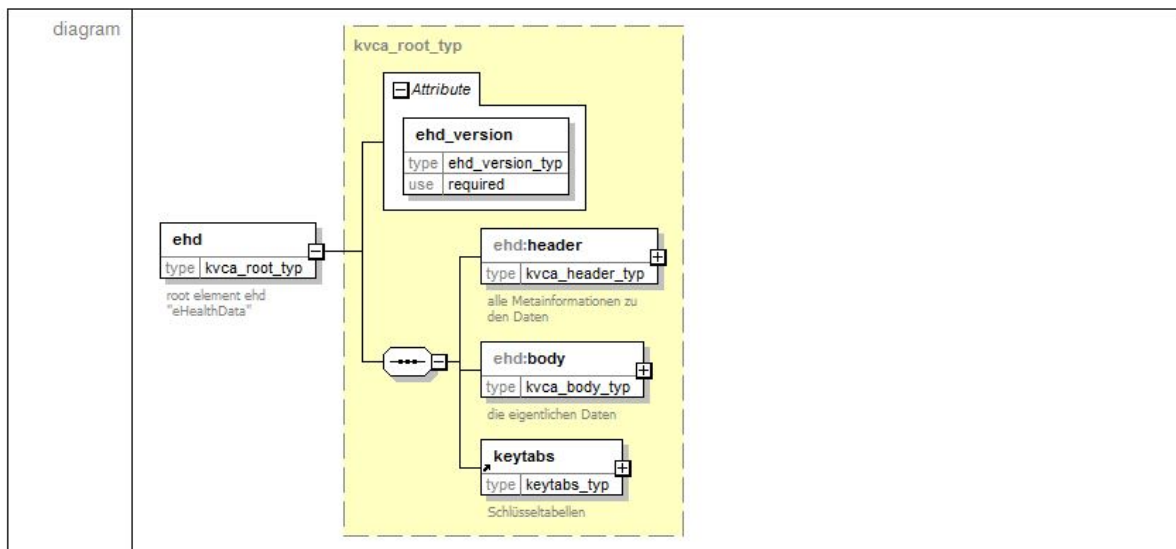 diagram
kvca_root_typ
Attribute
ehd_version
type ehd_version_typ
use required
ehd
type kvca_root_typ
root element ehd
"eHealthData"
ehd:header
type kvca_header_typ
alle Metainformationen zu
den Daten
ehd:body
type kvca_body_typ
die eigentlichen Daten
keytabs
type keytabs_typ
Schlüsseltabellen